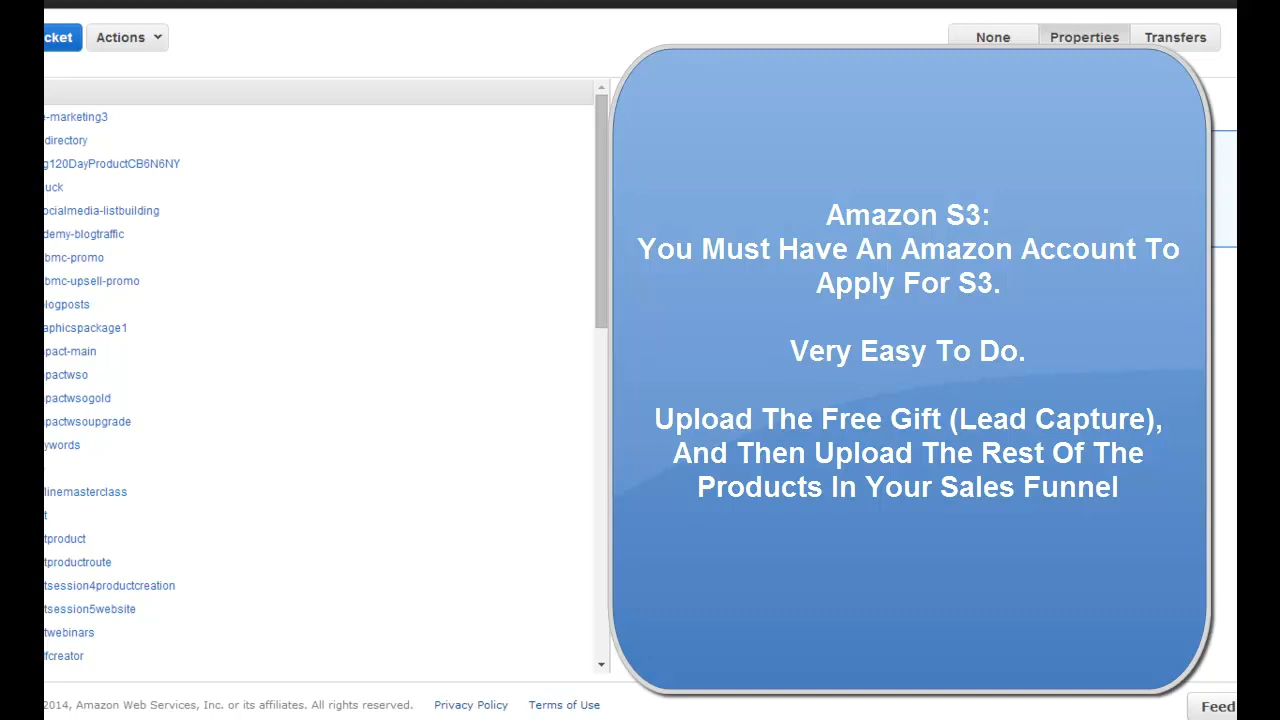 cket
Actions
None
Properties
Transfers
e-marketing3
directory
g120DayProductCB6N6NY
uck
ocialmedia-listbuilding
demy-blogtraffic
bmc-promo
bmc-upsell-promo
logposts
aphicspackage1
pact-main
pactwso
pactwsogold
pactwsoupgrade
ywords
linemasterclass
t
tproduct
tproductroute
tsession4productcreation
tsession5website
twebinars
fcreator
Amazon S3:
You Must Have An Amazon Account To
Apply For S3.
Very Easy To Do.
Upload The Free Gift (Lead Capture),
And Then Upload The Rest Of The
Products In Your Sales Funnel
2014, Amazon Web Services, Inc. or its affiliates. All rights reserved.
Privacy Policy
Terms of Use
Feed